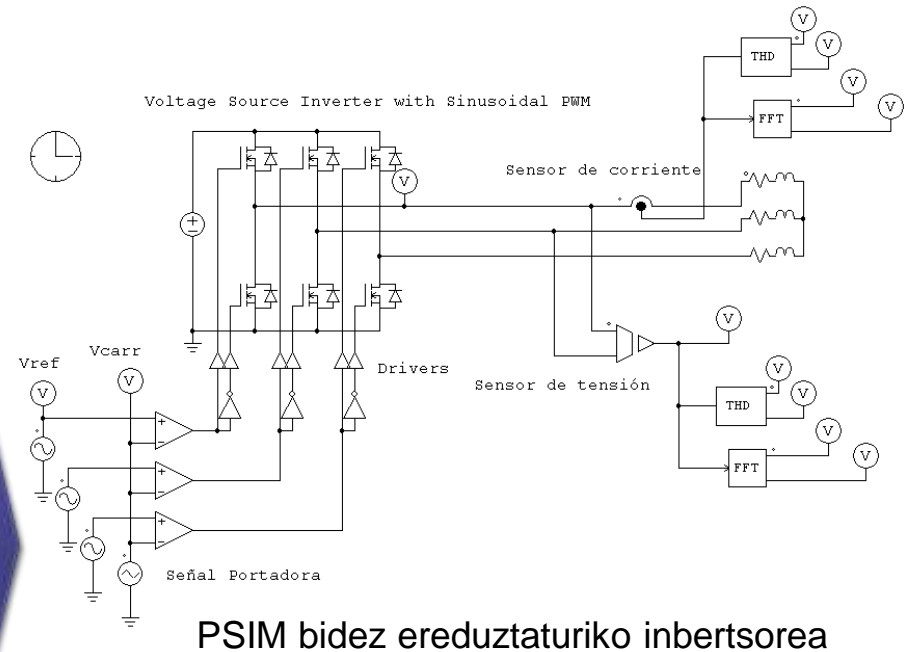 V
THD
V
V
FFT
V
Voltage Source Inverter with Sinusoidal PWM
Sensor de corriente
V
V
Vref
Vcarr
V
V
Drivers
Sensor de tensión
V
THD
V
V
FFT
V
Señal Portadora
PSIM bidez ereduztaturiko inbertsorea